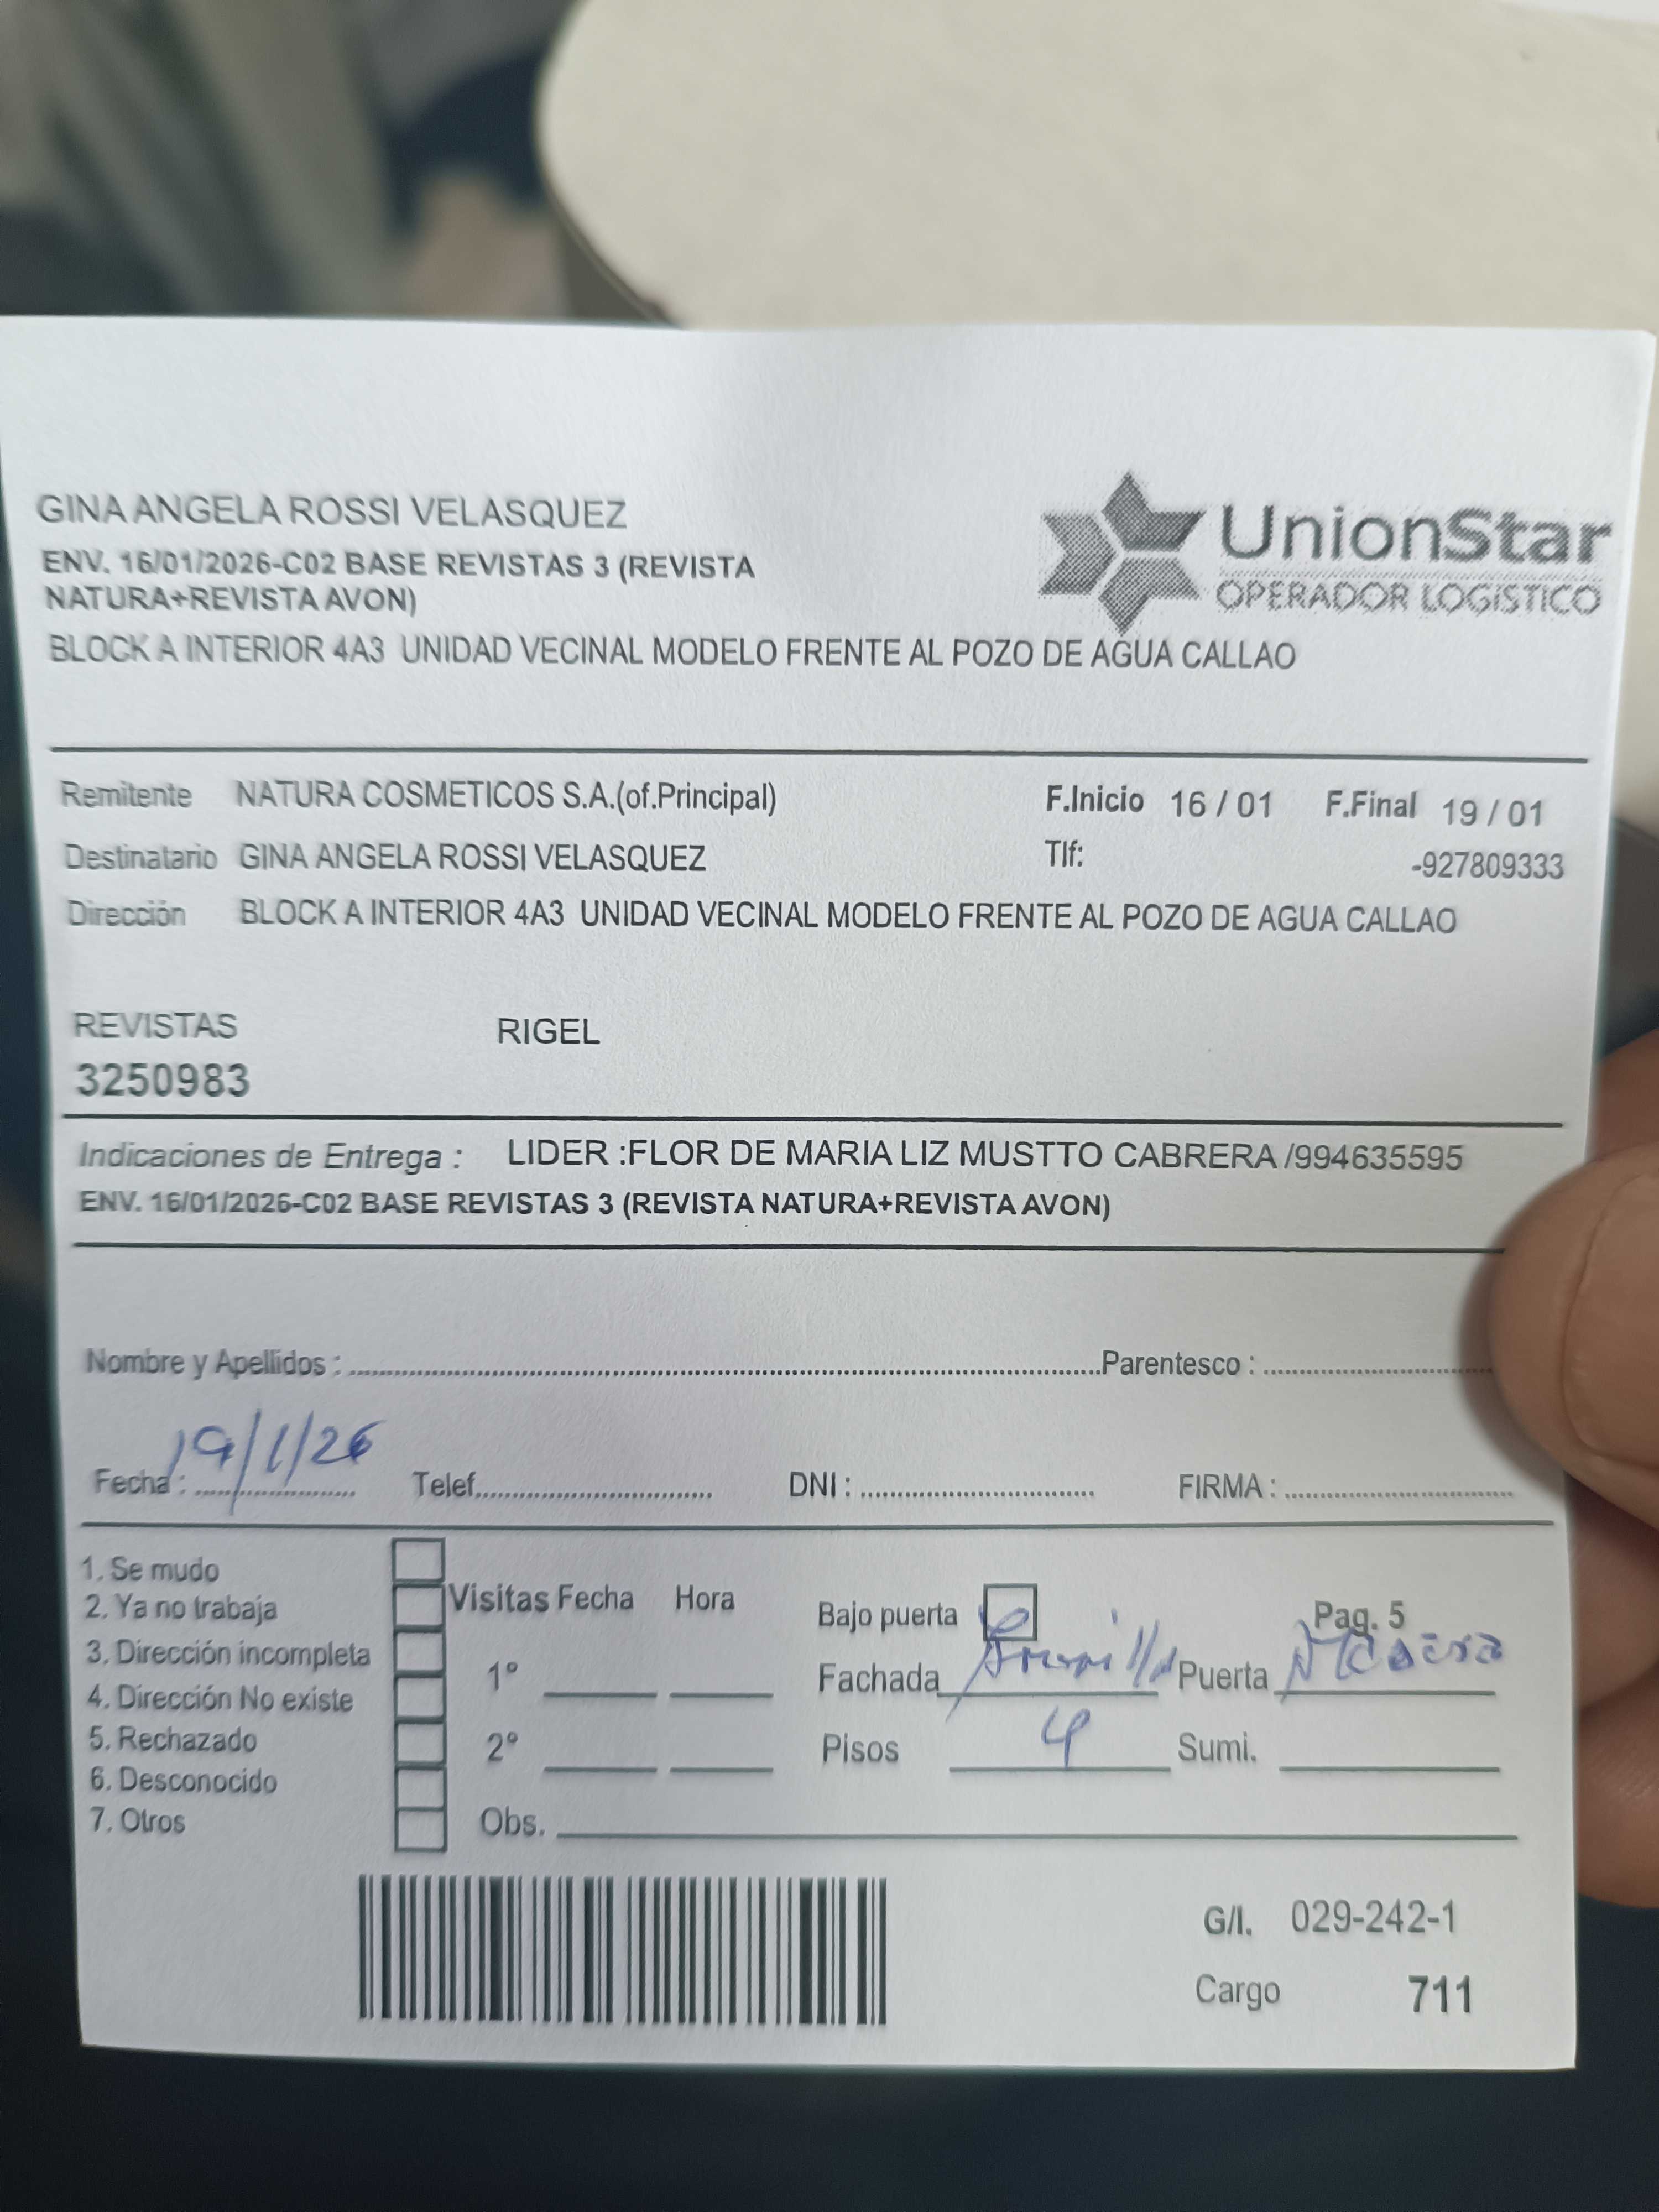 GINA ANGELA ROSSI VELASQUEZ
ENV. 16/01/2026-C02 BASE REVISTAS 3 (REVISTA
NATURA+REVISTA AVON)
UnionStar
OPERADOR LOGíSTICO
BLOCK A INTERIOR 4A3 UNIDAD VECINAL MODELO FRENTE AL POZO DE AGUA CALLAO
Remitente NATURA COSMETICOS S.A.(of.Principal) F.Inicio 16 / 01 F.Final 19 / 01
Destinatario GINA ANGELA ROSSI VELASQUEZ Tlf: -927809333
Dirección BLOCK A INTERIOR 4A3 UNIDAD VECINAL MODELO FRENTE AL POZO DE AGUA CALLAO
REVISTAS RIGEL
3250983
Indicaciones de Entrega : LIDER :FLOR DE MARIA LIZ MUSTTO CABRERA /994635595
ENV. 16/01/2026-C02 BASE REVISTAS 3 (REVISTA NATURA+REVISTA AVON)
Nombre y Apellidos : Parentesco :
Fecha : 19/1/26 Telef. DNI : FIRMA :
1. Se mudo
2. Ya no trabaja
3. Dirección incompleta
4. Dirección No existe
5. Rechazado
6. Desconocido
7. Otros
Visitas Fecha Hora
1º
2º
Obs.
Bajo puerta Pag. 5
Fachada Puerta
Pisos 4 Sumi.
G/I. 029-242-1
Cargo 711